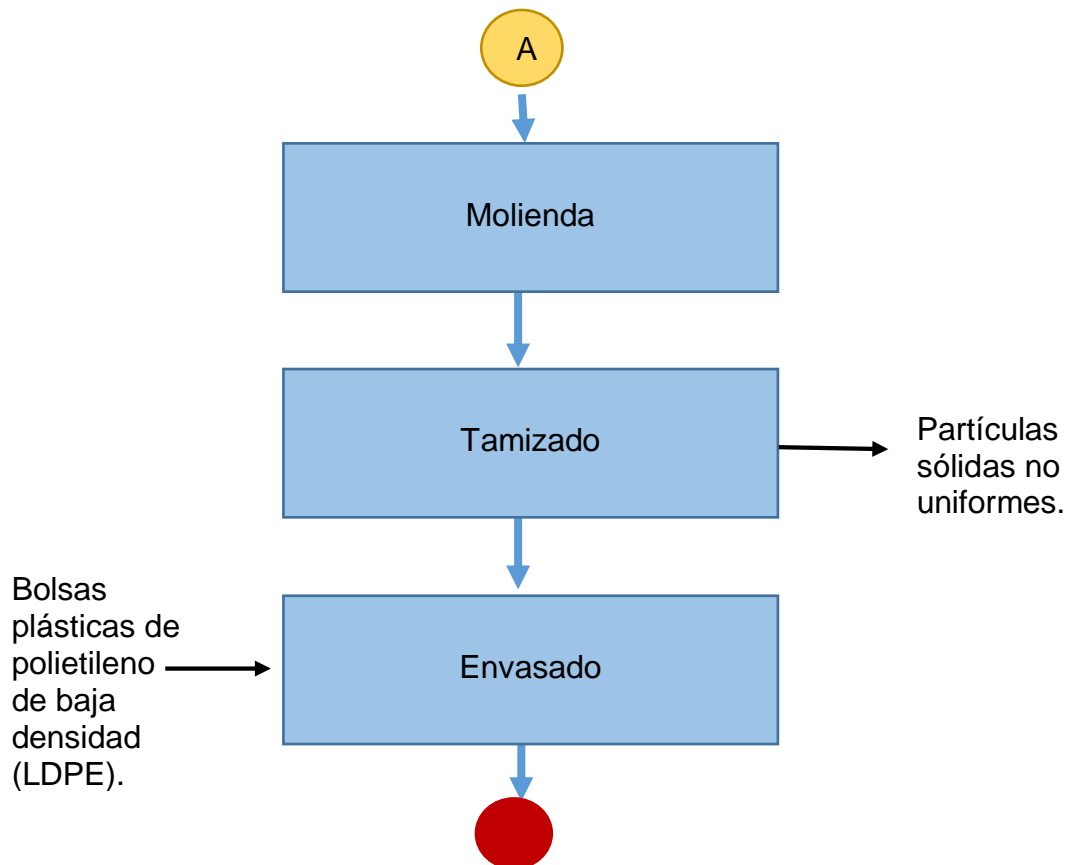 A
Molienda
Tamizado
Partículas
sólidas no
uniformes.
Bolsas
plásticas de
polietileno
de baja
densidad
(LDPE).
Envasado